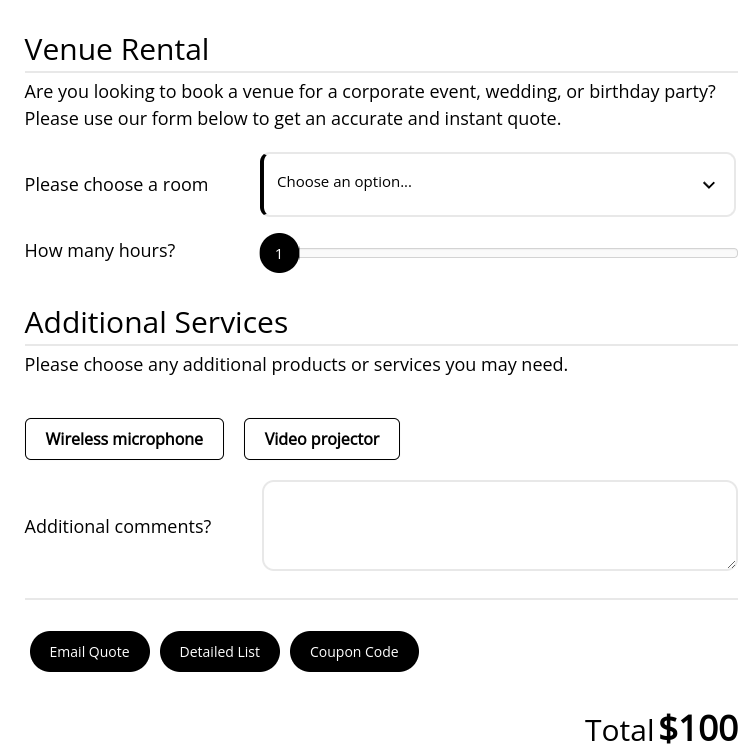 Venue Rental
Are you looking to book a venue for a corporate event, wedding, or birthday party?
Please use our form below to get an accurate and instant quote.
Please choose a room
Choose an option...
How many hours?
1
Additional Services
Please choose any additional products or services you may need.
Wireless microphone
Video projector
Additional comments?
Email Quote
Detailed List
Coupon Code
Total $100